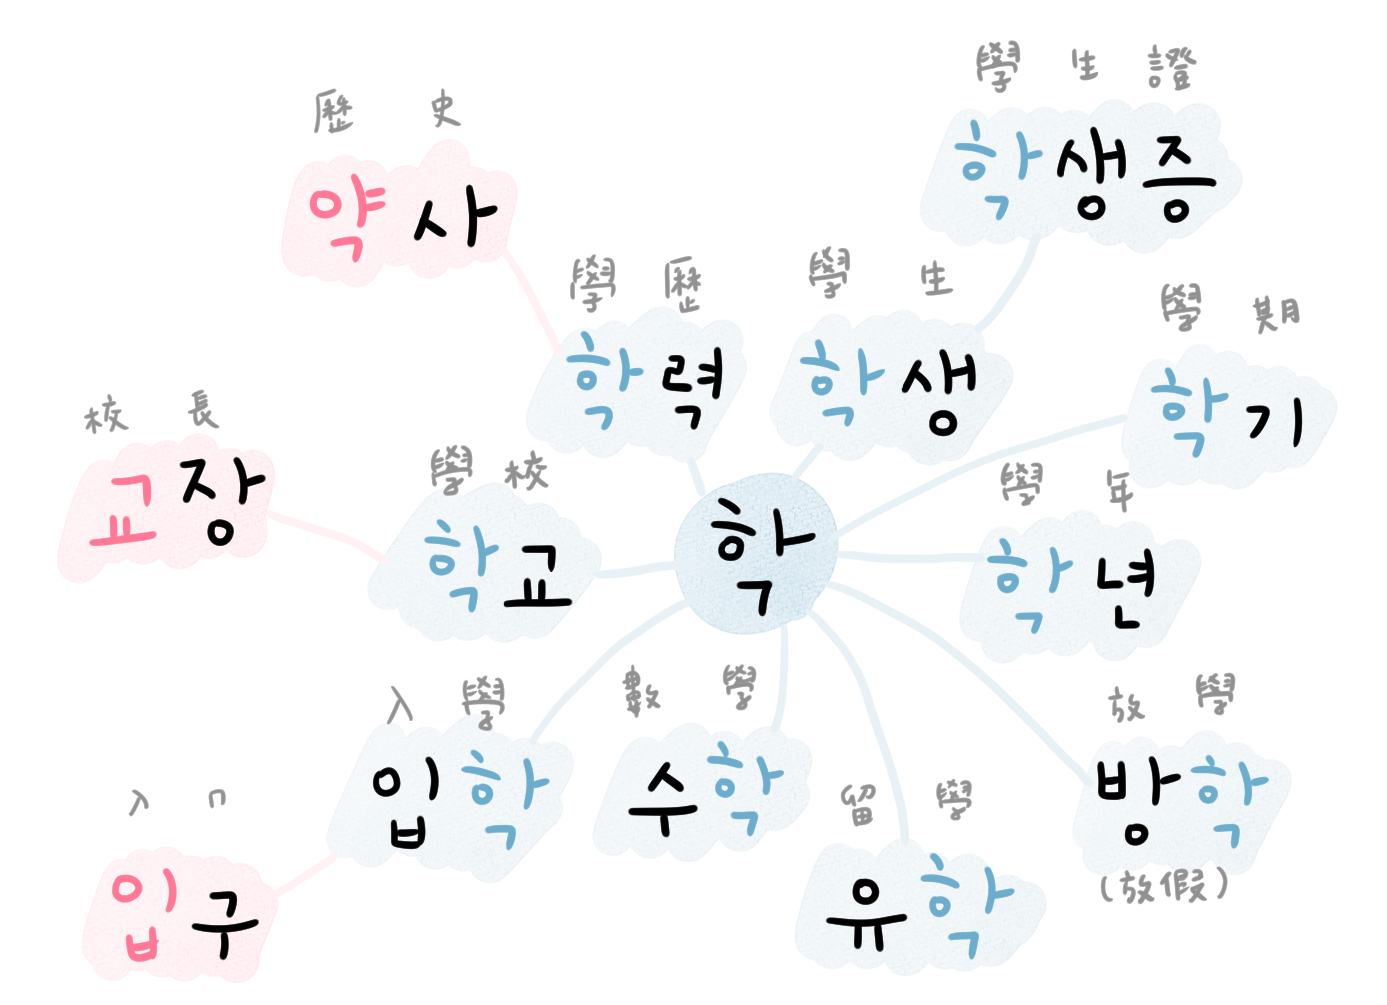 學 生 證
학생증
歷 史
약사
學 歷
학력
學 生
학생
學 期
학기
校 長
교장
學 校
학교
학
學 年
학년
入 學
입학
數 學
수학
放 學
방학
(放假)
留 學
유학
入 口
입구